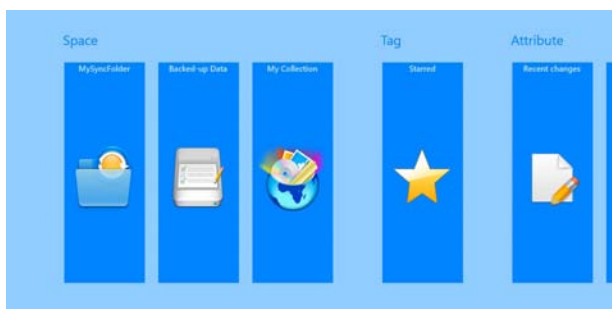 Space
Tag
Attribute
MySyncFolder
Backed-up Data
My Collection
Starred
Recent changes